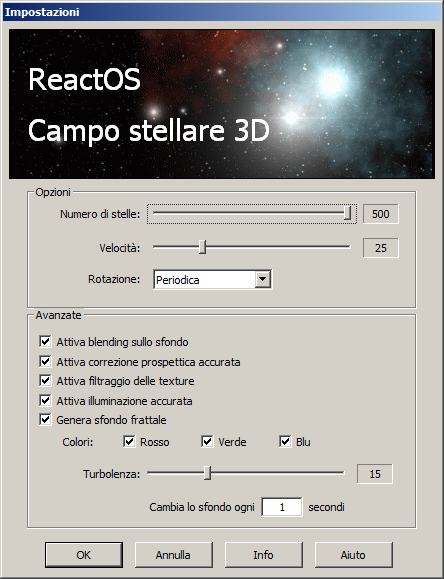 Impostazioni
ReactOS
Campo stellare 3D
Opzioni
Numero di stelle: 500
Velocità: 25
Rotazione: Periodica
Avanzate
Attiva blending sullo sfondo
Attiva correzione prospettica accurata
Attiva filtraggio delle texture
Attiva illuminazione accurata
Genera sfondo frattale
Colori: Rosso Verde Blu
Turbolenza: 15
Cambia lo sfondo ogni 1 secondi
OK Annulla Info Aiuto